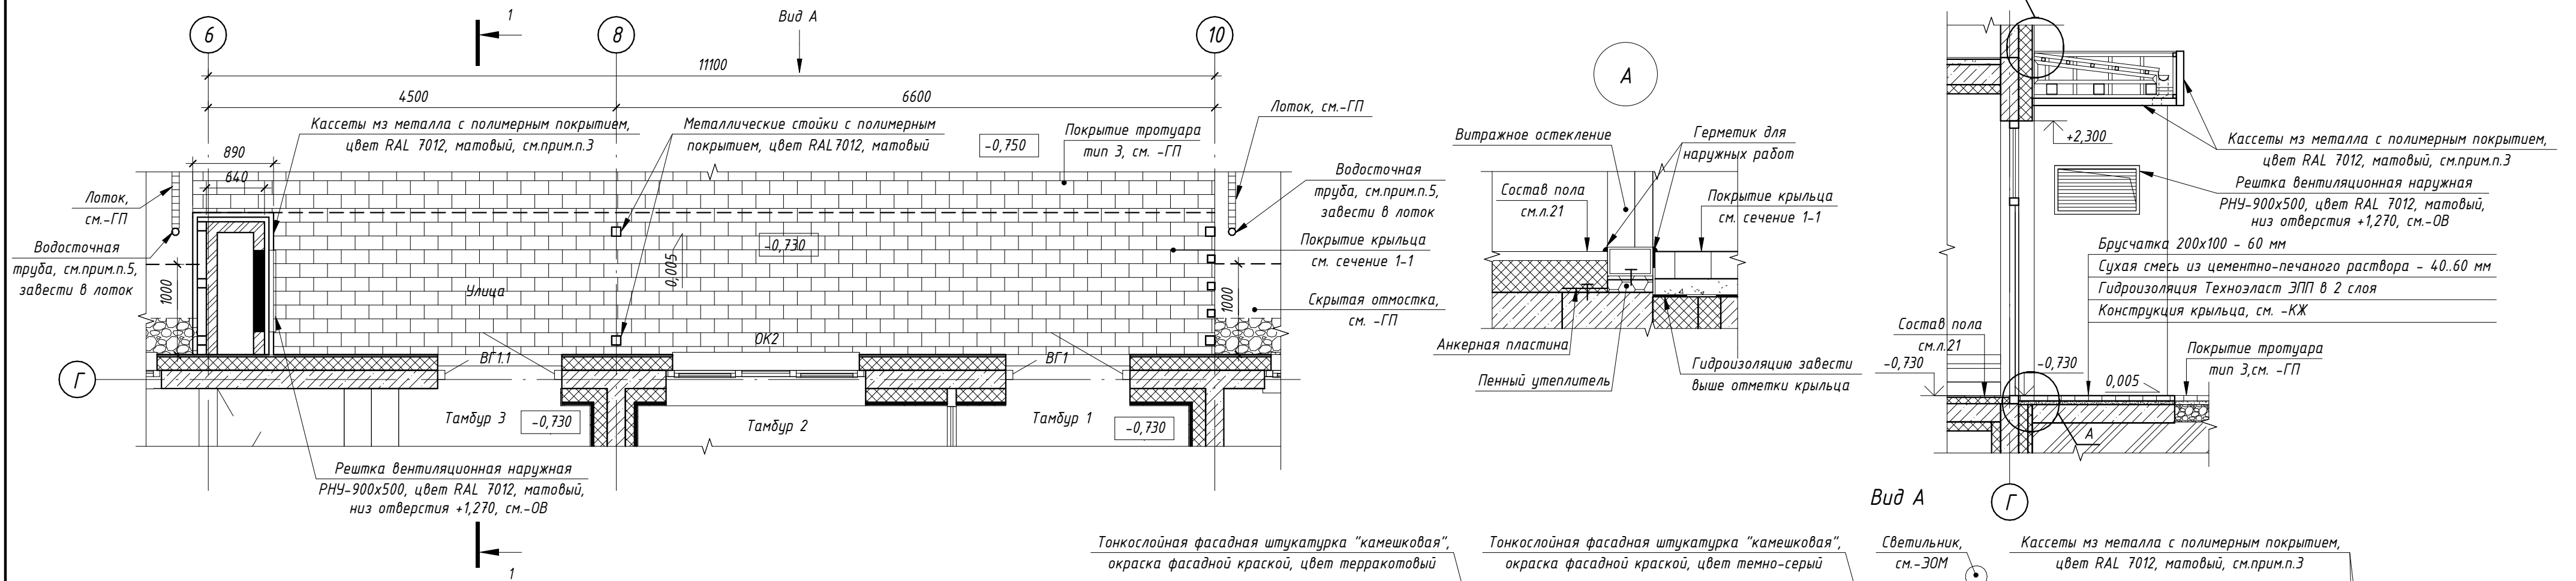 6
8
10
1
Вид А
11100
4500
6600
890
640
Кассеты мз металла с полимерным покрытием,
цвет RAL 7012, матовый, см.прим.п.3
Металлические стойки с полимерным
покрытием, цвет RAL7012, матовый
-0,750
Покрытие тротуара
тип 3, см. -ГП
Лоток, см.-ГП
Водосточная
труба, см.прим.п.5,
завести в лоток
Лоток,
см.-ГП
Водосточная
труба, см.прим.п.5,
завести в лоток
1000
Улица
0,005
-0,730
Покрытие крыльца
см. сечение 1-1
1000
Скрытая отмостка,
см. -ГП
Г
ВГ1.1
ОК2
ВГ1
Тамбур 3
-0,730
Тамбур 2
Тамбур 1
-0,730
Рештка вентиляционная наружная
РНУ-900х500, цвет RAL 7012, матовый,
низ отверстия +1,270, см.-ОВ
1
А
Витражное остекление
Герметик для
наружных работ
Состав пола
см.л.21
Покрытие крыльца
см. сечение 1-1
Анкерная пластина
Пенный утеплитель
Гидроизоляцию завести
выше отметки крыльца
+2,300
Кассеты мз металла с полимерным покрытием,
цвет RAL 7012, матовый, см.прим.п.3
Рештка вентиляционная наружная
РНУ-900х500, цвет RAL 7012, матовый,
низ отверстия +1,270, см.-ОВ
Брусчатка 200х100 - 60 мм
Сухая смесь из цементно-печаного раствора - 40..60 мм
Гидроизоляция Техноэласт ЭПП в 2 слоя
Конструкция крыльца, см. -КЖ
Состав пола
см.л.21
-0,730
-0,730
0,005
Покрытие тротуара
тип 3,см. -ГП
А
Г
Вид А
Тонкослойная фасадная штукатурка "камешковая",
окраска фасадной краской, цвет терракотовый
Тонкослойная фасадная штукатурка "камешковая",
окраска фасадной краской, цвет темно-серый
Светильник,
см.-ЭОМ
Кассеты мз металла с полимерным покрытием,
цвет RAL 7012, матовый, см.прим.п.3